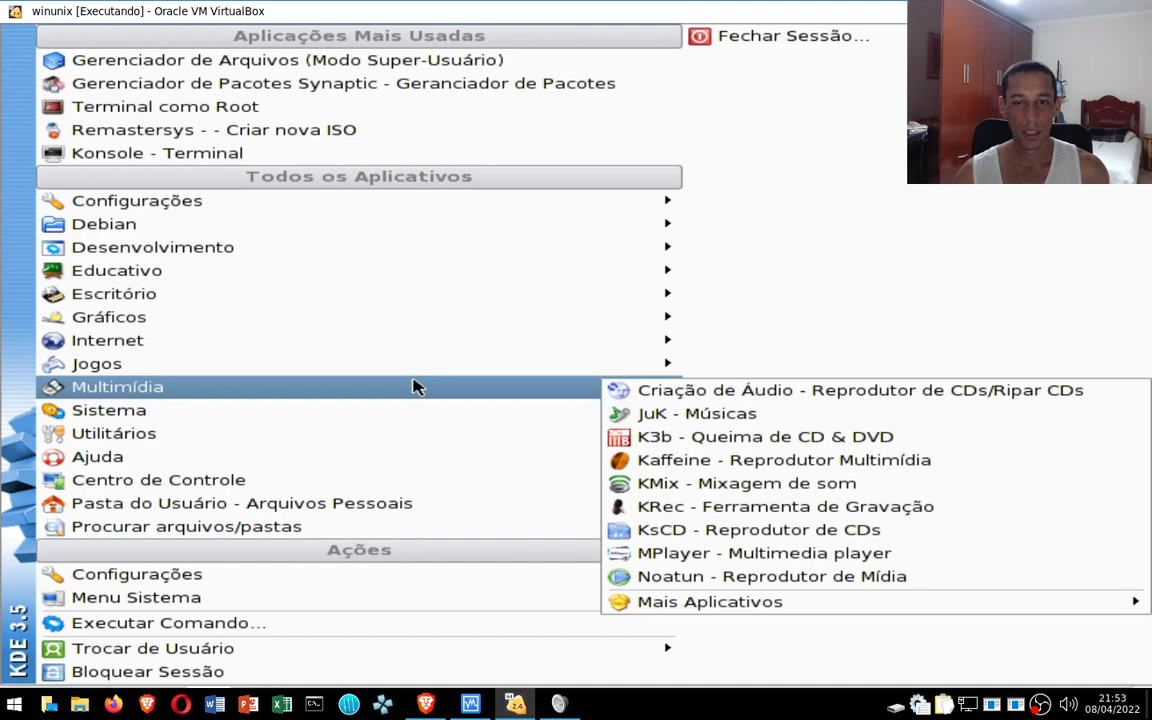 winunix [Executando] - Oracle VM VirtualBox
Aplicações Mais Usadas
Fechar Sessão...
Gerenciador de Arquivos (Modo Super-Usuário)
Gerenciador de Pacotes Synaptic - Geranciador de Pacotes
Terminal como Root
Remastersys - - Criar nova ISO
Konsole - Terminal
Todos os Aplicativos
Configurações
Debian
Desenvolvimento
Educativo
Escritório
Gráficos
Internet
Jogos
Multimídia
Sistema
Utilitários
Ajuda
Centro de Controle
Pasta do Usuário - Arquivos Pessoais
Procurar arquivos/pastas
Criação de Áudio - Reprodutor de CDs/Ripar CDs
JuK - Músicas
K3b - Queima de CD & DVD
Kaffeine - Reprodutor Multimídia
KMix - Mixagem de som
KRec - Ferramenta de Gravação
KsCD - Reprodutor de CDs
MPlayer - Multimedia player
Noatun - Reprodutor de Mídia
Mais Aplicativos
Ações
Configurações
Menu Sistema
Executar Comando...
Trocar de Usuário
Bloquear Sessão
KDE 3.5
2.4
21:53
08/04/2022